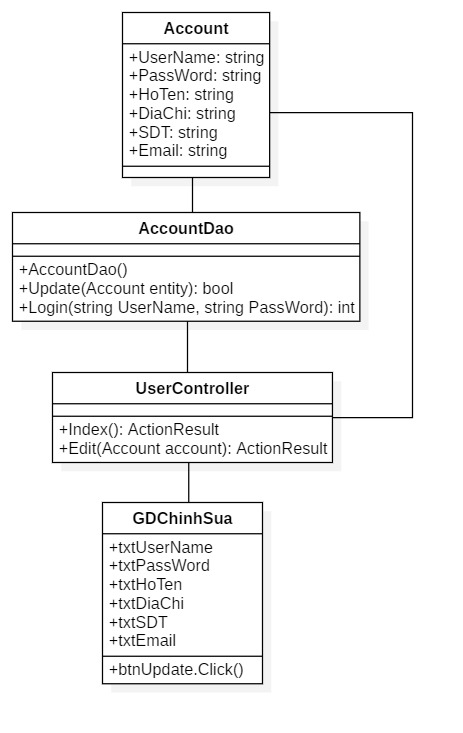 Account
+UserName: string
+PassWord: string
+HoTen: string
+DiaChi: string
+SDT: string
+Email: string
AccountDao
+AccountDao()
+Update(Account entity): bool
+Login(string UserName, string PassWord): int
UserController
+Index(): ActionResult
+Edit(Account account): ActionResult
GDChinhSua
+txtUserName
+txtPassWord
+txtHoTen
+txtDiaChi
+txtSDT
+txtEmail
+btnUpdate.Click()